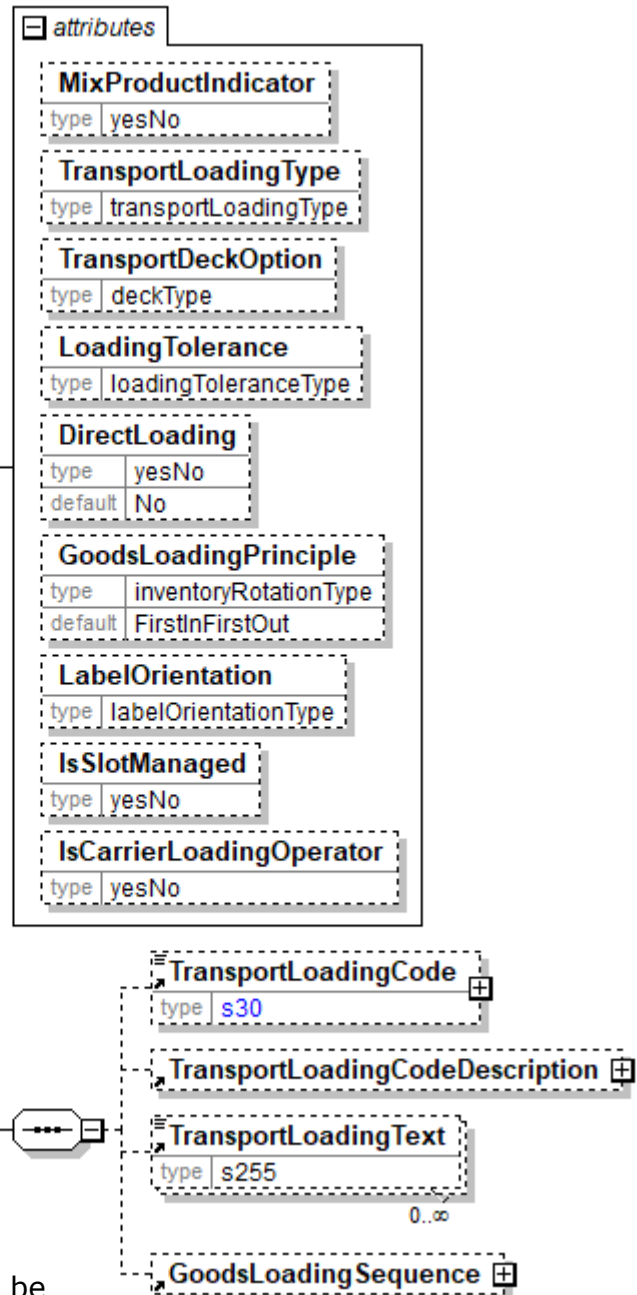 attributes
MixProductIndicator
type yesNo
TransportLoadingType
type transportLoadingType
TransportDeckOption
type deckType
LoadingTolerance
type loadingToleranceType
DirectLoading
type yesNo
default No
GoodsLoadingPrinciple
type inventoryRotationType
default FirstInFirstOut
LabelOrientation
type labelOrientationType
IsSlotManaged
type yesNo
IsCarrierLoadingOperator
type yesNo
TransportLoadingCode
type s30
TransportLoadingCodeDescription
TransportLoadingText
type s255
0..∞
GoodsLoadingSequence
be